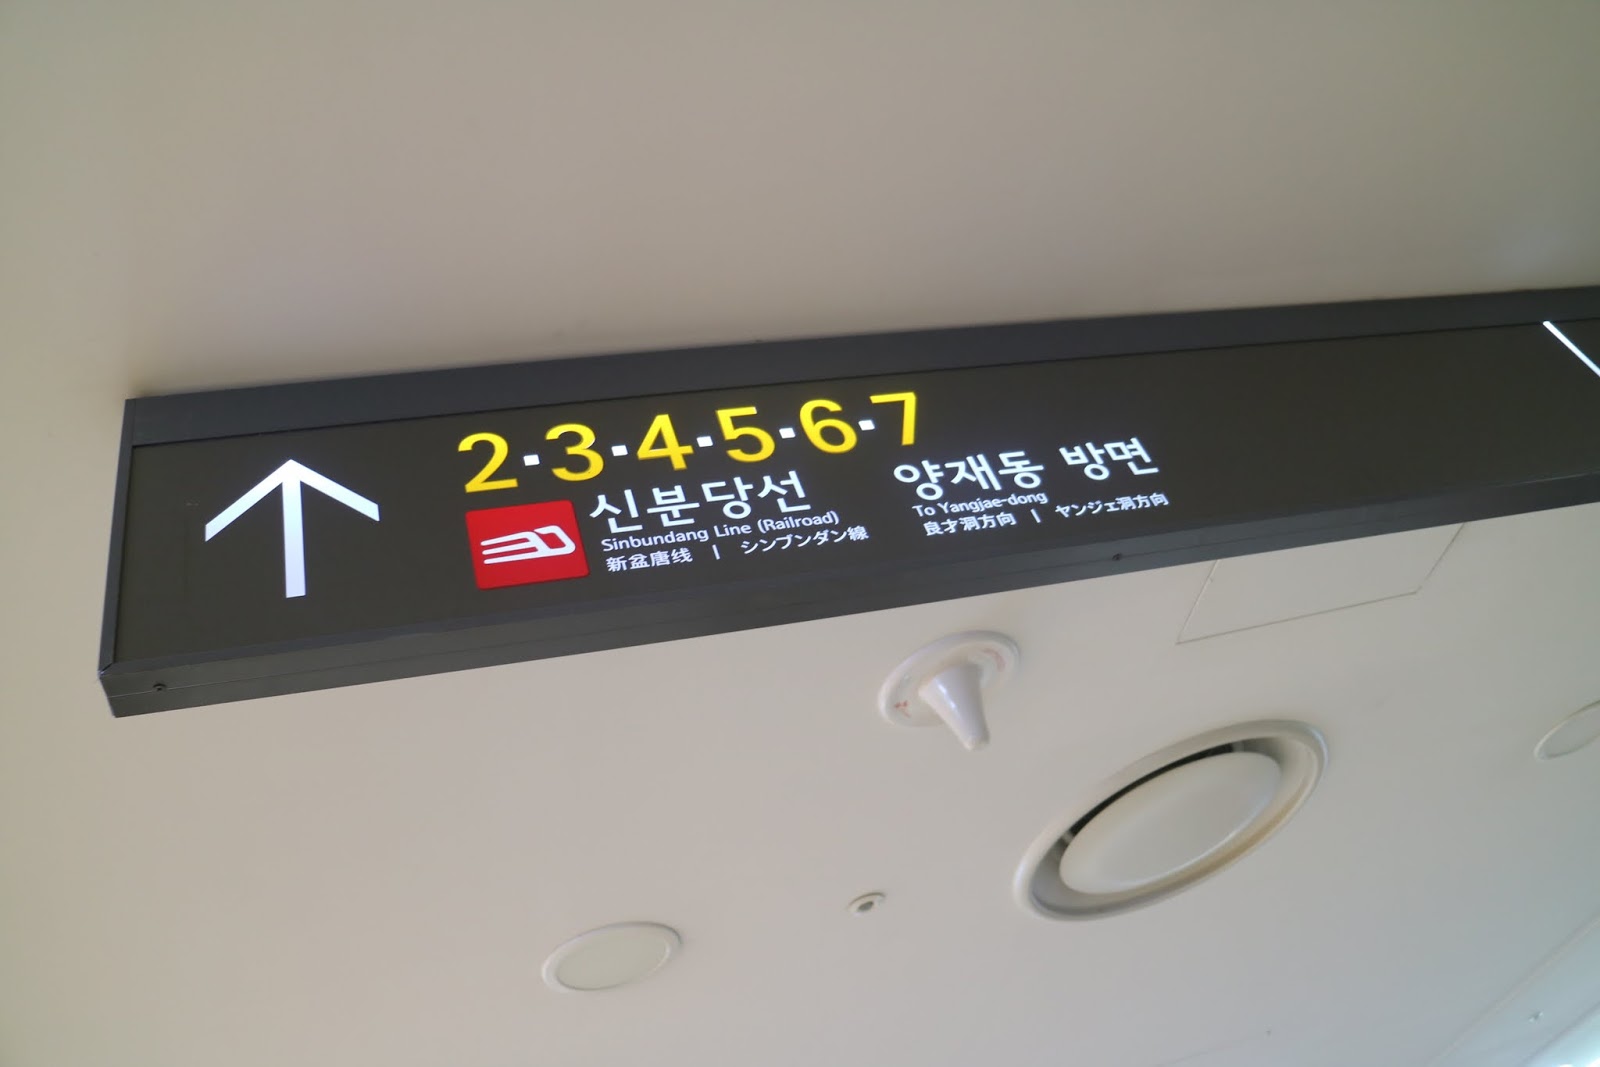 2·3·4·5·6·7
신분당선
Sinbundang Line (Railroad)
新盆唐线 | シンブンダン線
양재동 방면
To Yangjae-dong
良才洞方向 | ヤンジェ洞方向